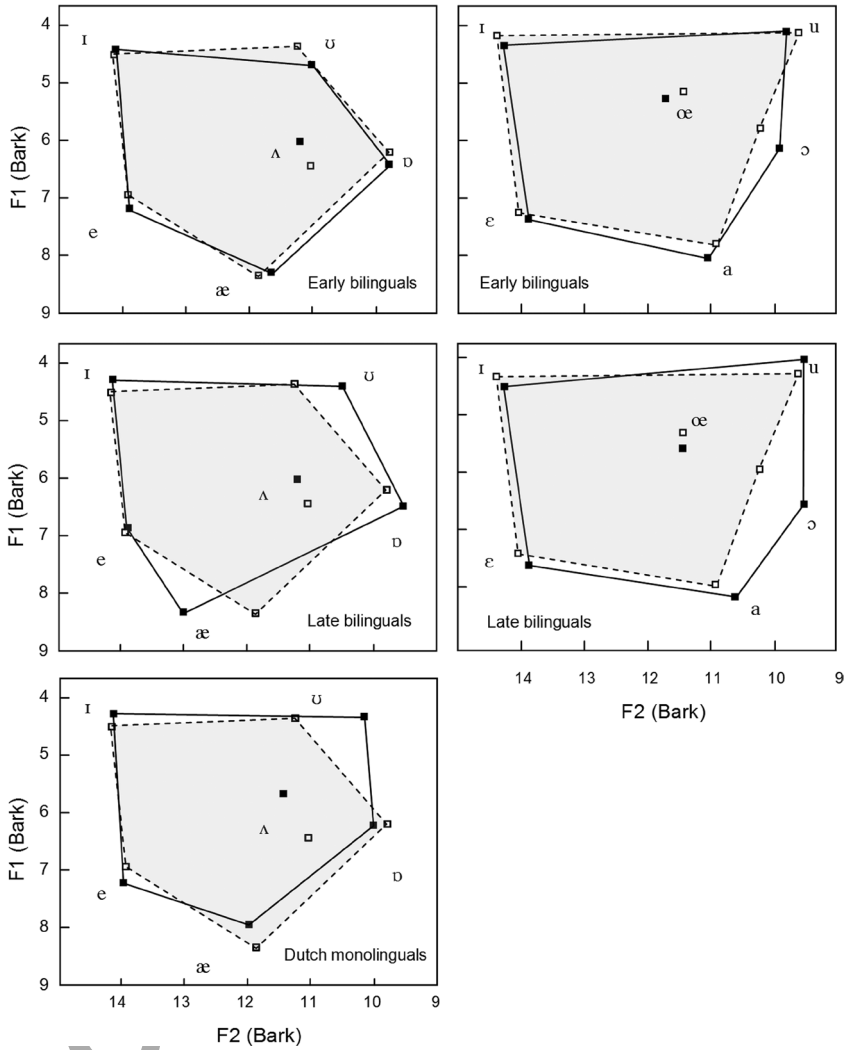 4
5
6
7
8
9
F1 (Bark)
ɪ
ʊ
ʌ
ɒ
e
æ
Early bilinguals
ɪ
u
œ
ɔ
ɛ
a
Early bilinguals
4
5
6
7
8
9
F1 (Bark)
ɪ
ʊ
ʌ
ɒ
e
æ
Late bilinguals
ɪ
u
œ
ɔ
ɛ
a
Late bilinguals
14 13 12 11 10 9
F2 (Bark)
4
5
6
7
8
9
F1 (Bark)
ɪ
ʊ
ʌ
ɒ
e
æ
Dutch monolinguals
14 13 12 11 10 9
F2 (Bark)